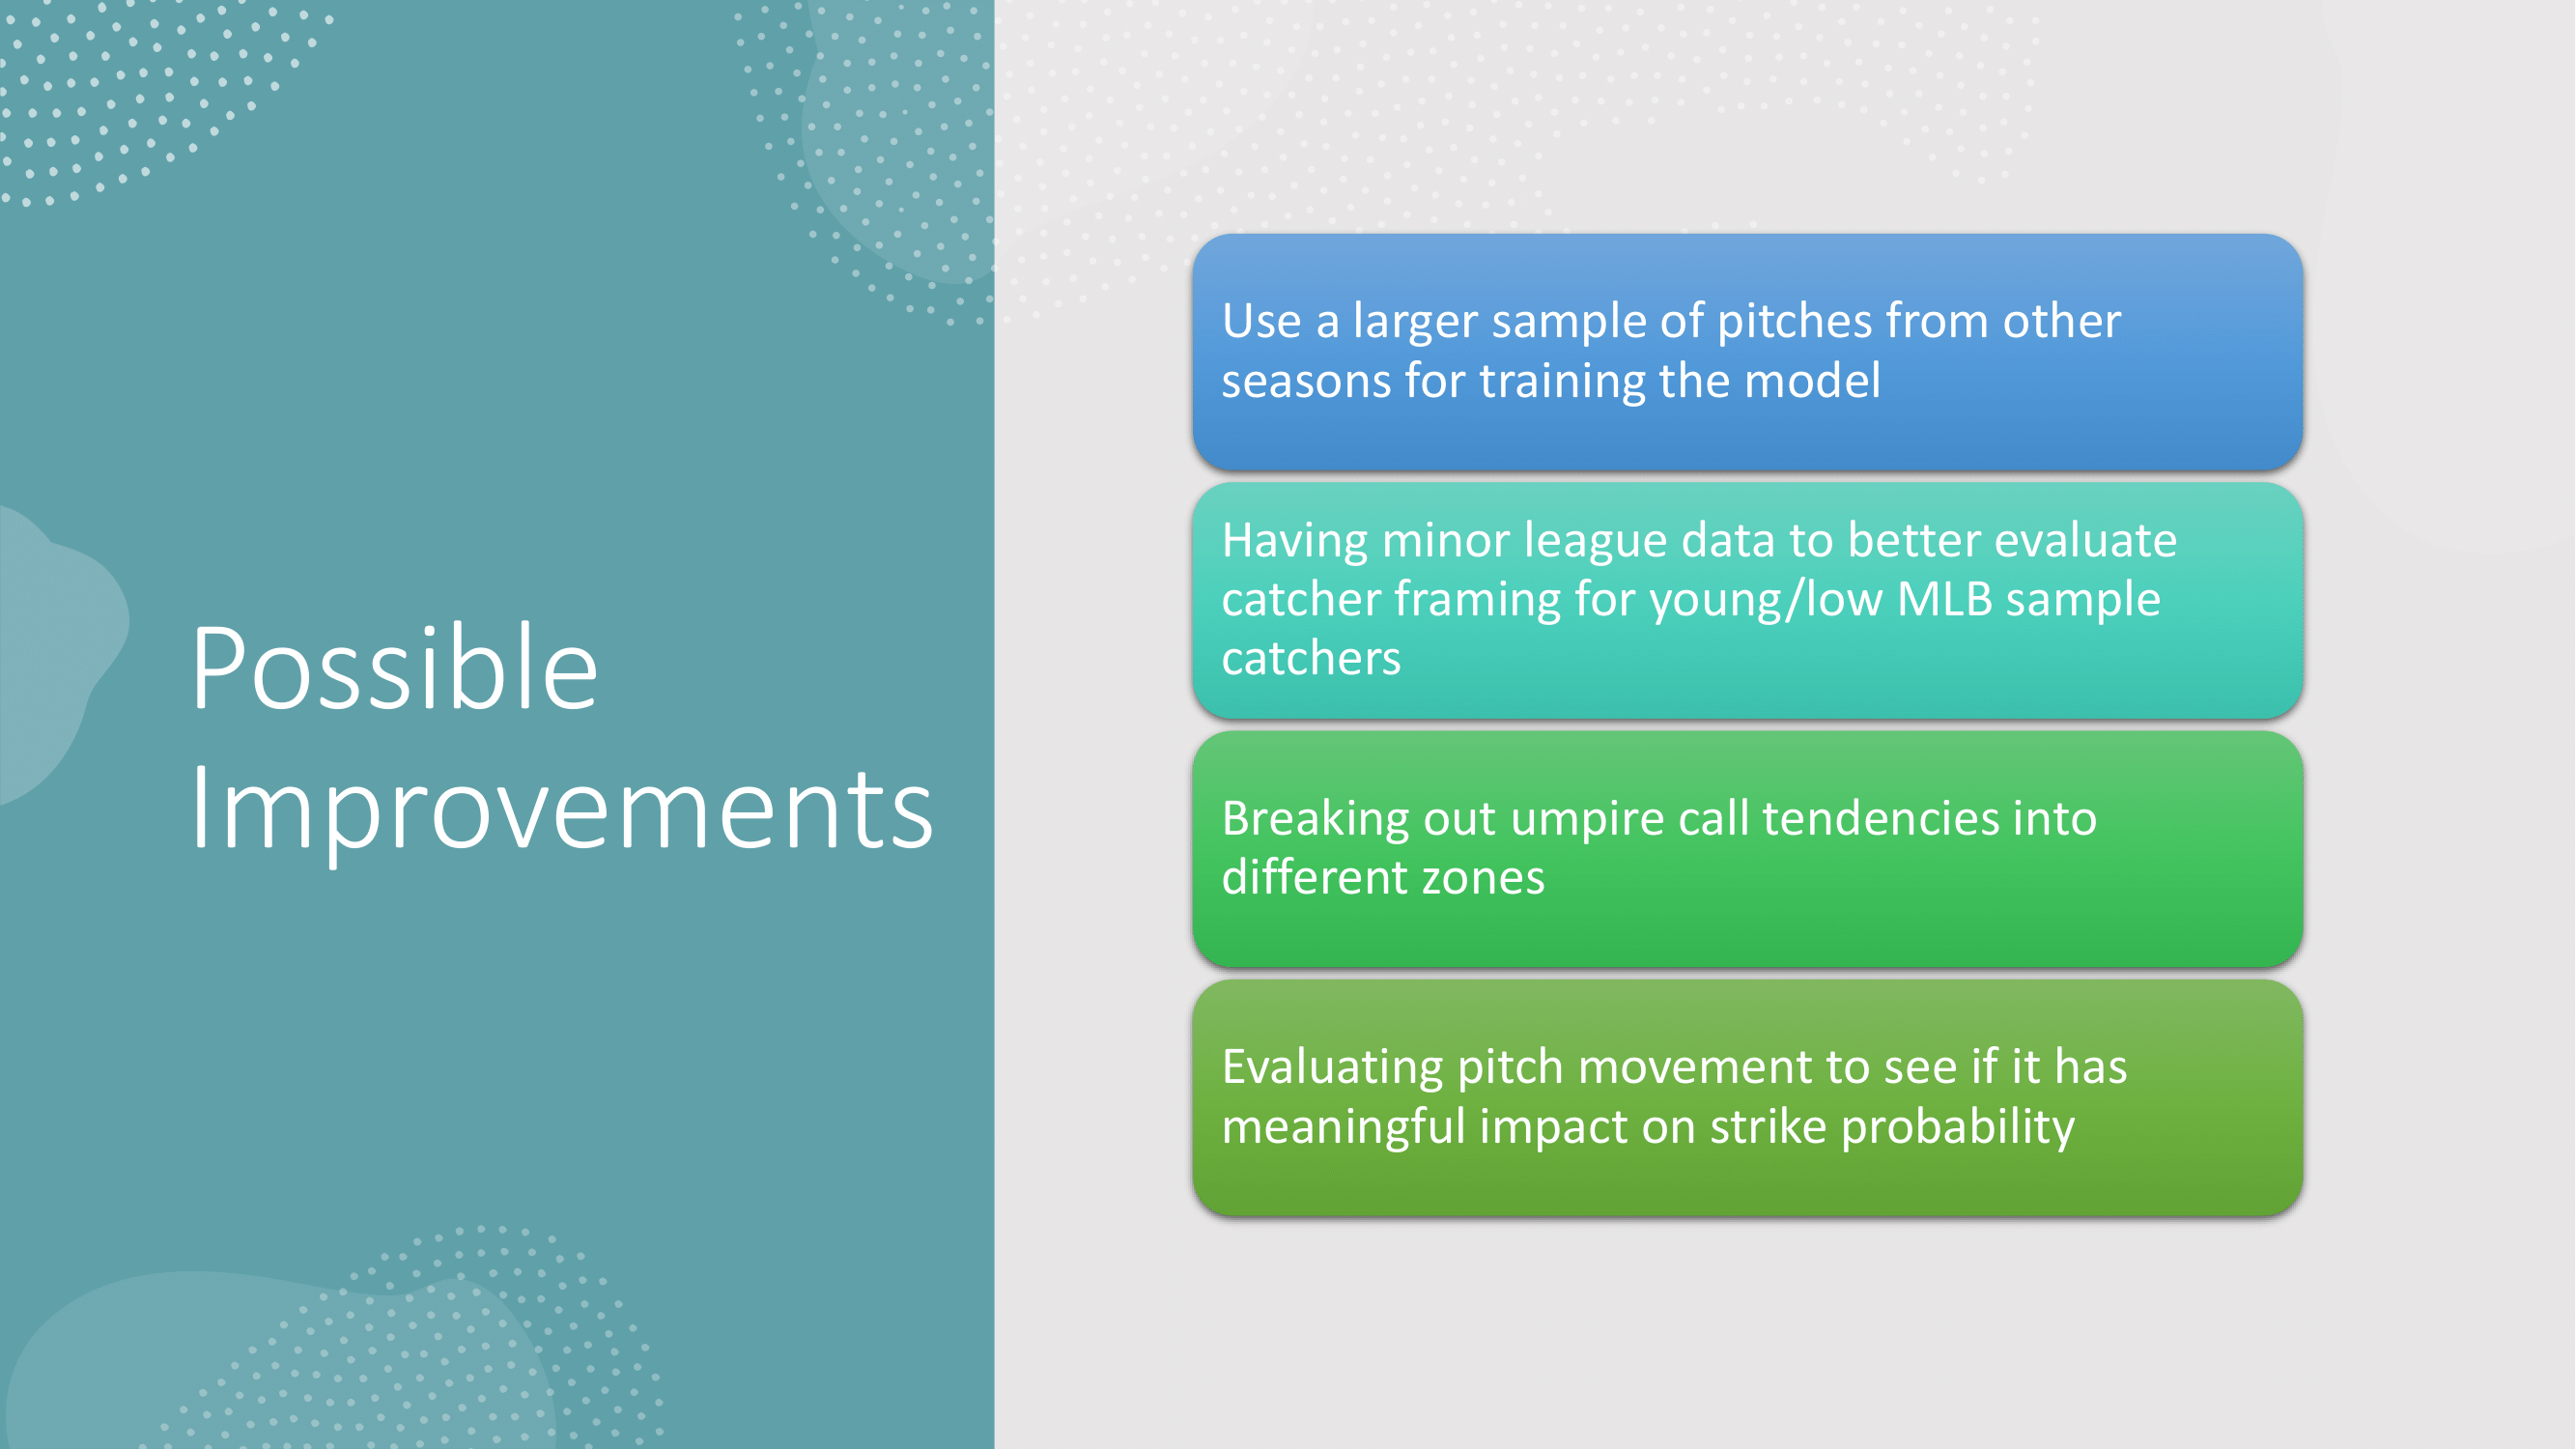 Possible
Improvements
Use a larger sample of pitches from other
seasons for training the model
Having minor league data to better evaluate
catcher framing for young/low MLB sample
catchers
Breaking out umpire call tendencies into
different zones
Evaluating pitch movement to see if it has
meaningful impact on strike probability